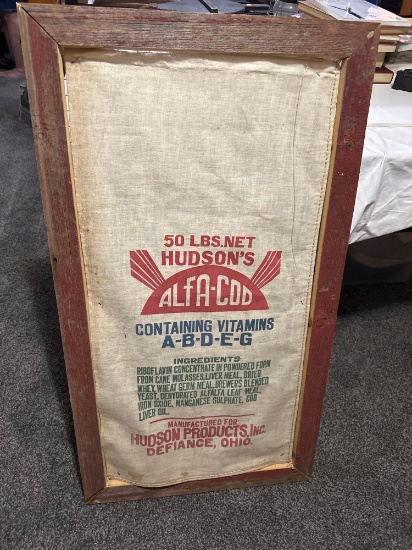 50 LBS.NET
HUDSON'S
ALFA-COD
CONTAINING VITAMINS
A-B-D-E-G
INGREDIENTS
RIBOFLAVIN CONCENTRATE IN POWDERED FORM
FROM CANE MOLASSES, LIVER MEAL, DRIED
WHEY, WHEAT GERM MEAL, BREWERS BLENDED
YEAST, DEHYDRATED ALFALFA LEAF MEAL,
IRON OXIDE, MANGANESE SULPHATE, COD
LIVER OIL.
MANUFACTURED FOR
HUDSON PRODUCTS, INC.
DEFIANCE, OHIO.